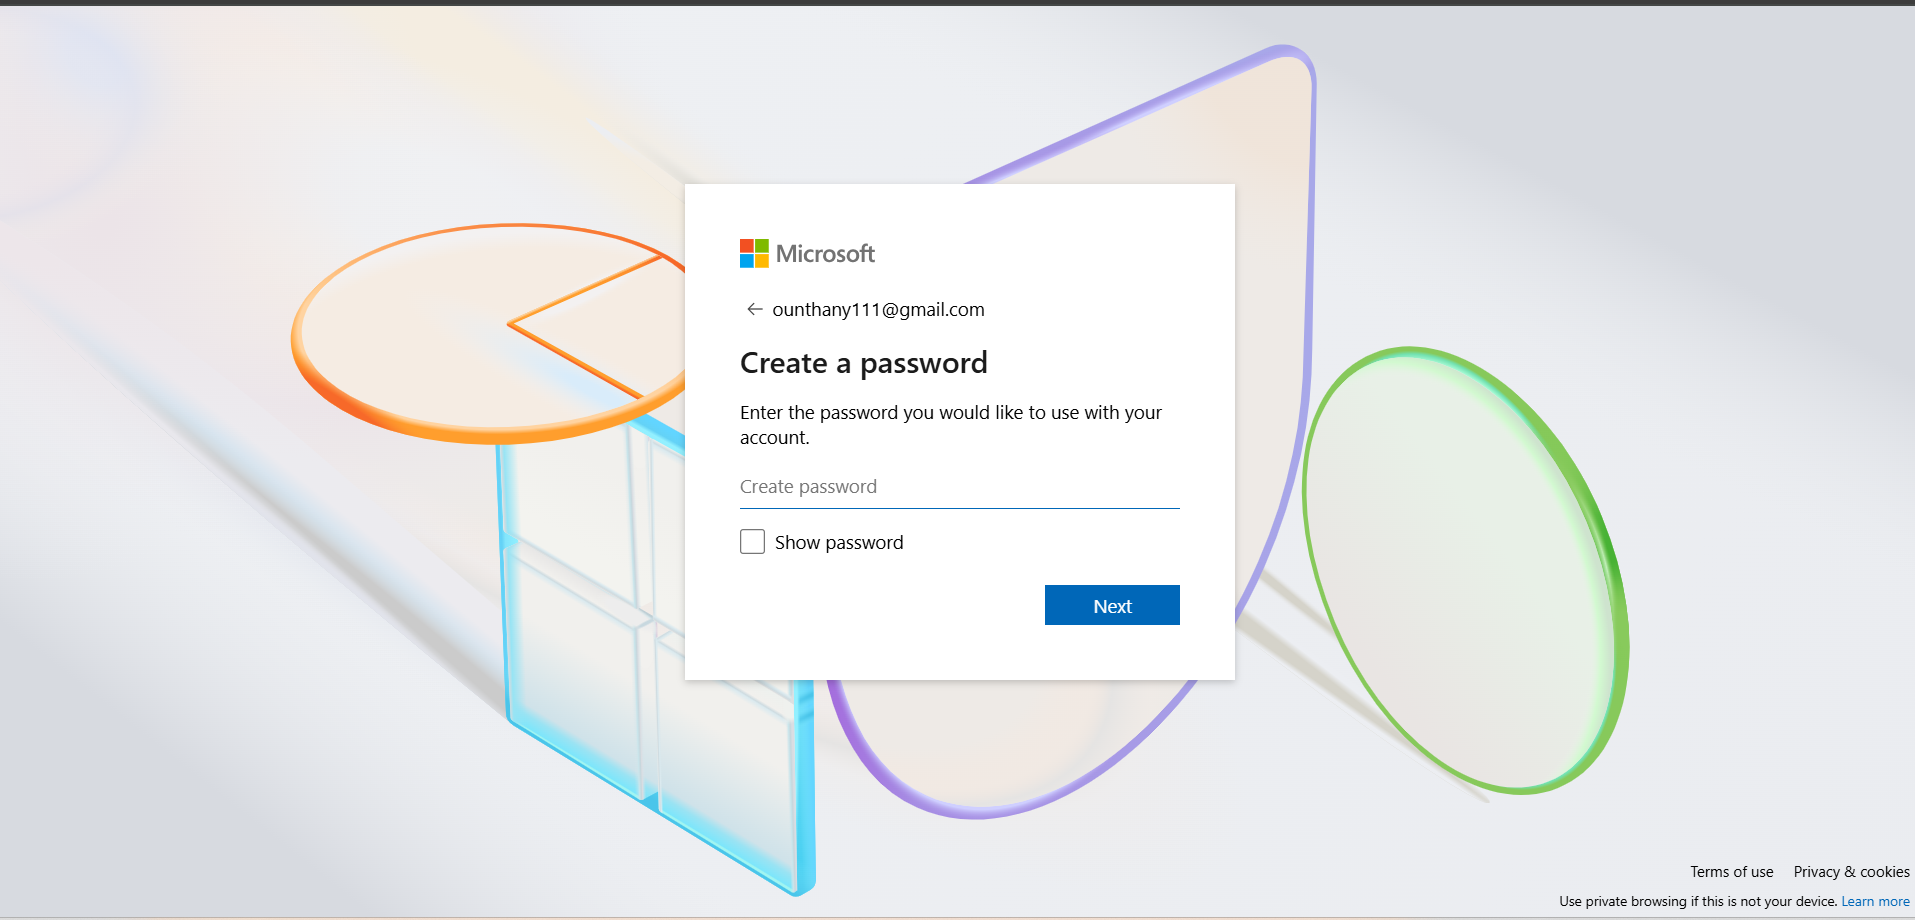 Microsoft
ounthany111@gmail.com
Create a password
Enter the password you would like to use with your
account.
Create password
Show password
Next
Terms of use Privacy & cookies
Use private browsing if this is not your device. Learn more